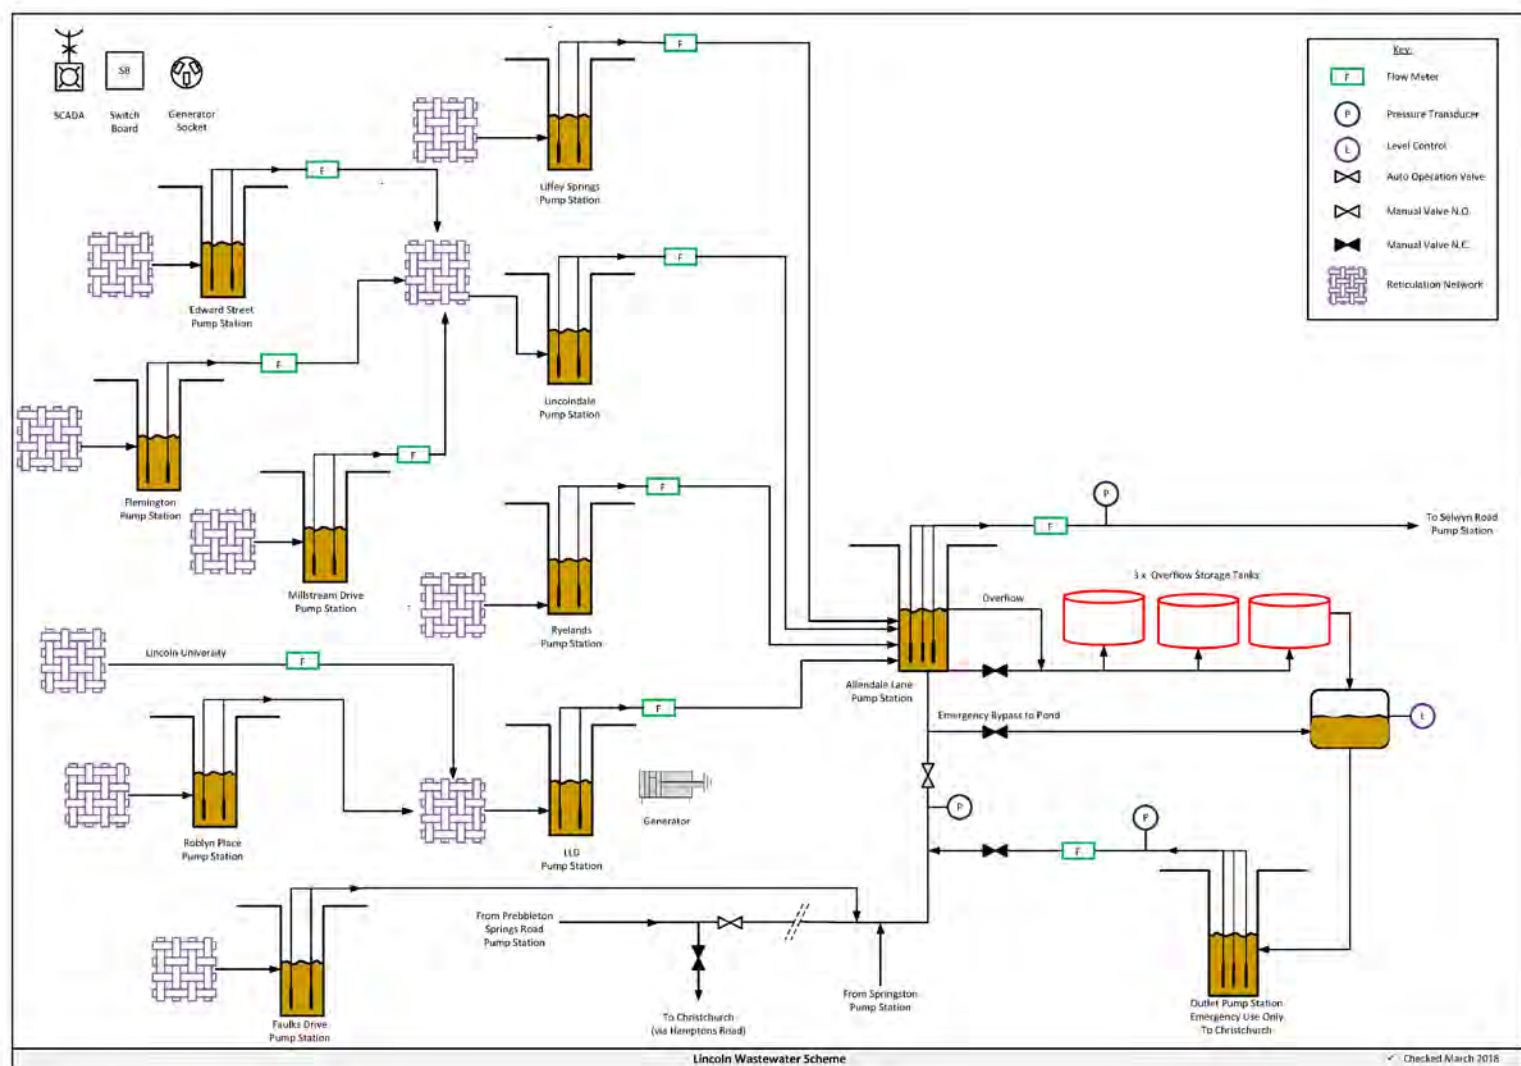 SCADA
SB
Switch
Board
Generator
Socket
Key:
F
Flow Meter
P
Pressure Transducer
L
Level Control
Auto Operation Valve
Manual Valve N.O.
Manual Valve N.C.
Reticulation Network
F
Liffey Springs
Pump Station
F
Edward Street
Pump Station
F
Lincolndale
Pump Station
F
Flemington
Pump Station
F
Millstream Drive
Pump Station
F
Ryelands
Pump Station
P
F
To Selwyn Road
Pump Station
3 x Overflow Storage Tanks
Overflow
Allendale Lane
Pump Station
Lincoln University
F
F
Emergency Bypass to Pond
L
Roblyn Place
Pump Station
LLD
Pump Station
Generator
P
P
F
From Prebbleton
Springs Road
Pump Station
From Springston
Pump Station
To Christchurch
(via Hamptons Road)
Faulks Drive
Pump Station
Outlet Pump Station
Emergency Use Only
To Christchurch
Lincoln Wastewater Scheme
✓ Checked March 2018